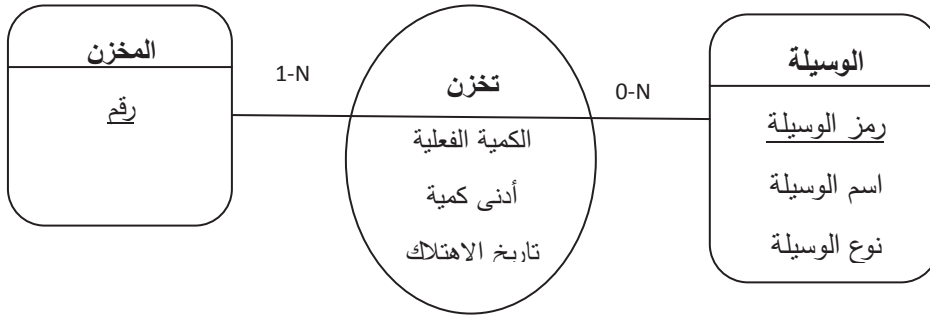 المخزن
رقم
1-N
تخزن
الكمية الفعلية
أدنى كمية
تاريخ الاهتلاك
0-N
الوسيلة
رمز الوسيلة
اسم الوسيلة
نوع الوسيلة